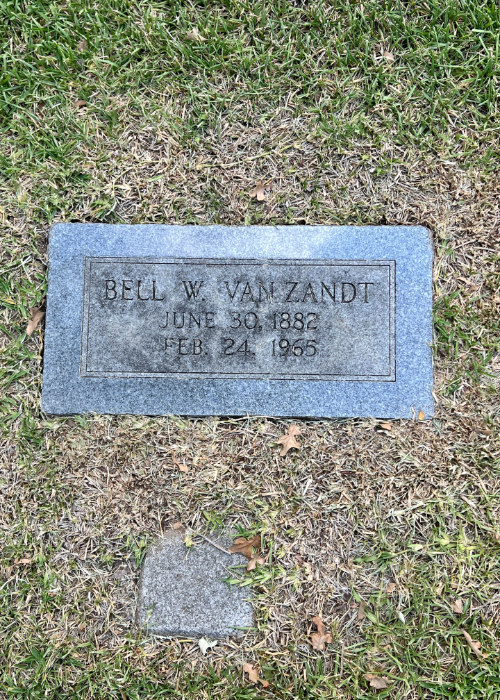 BELL W. VAN ZANDT
JUNE 30, 1882
FEB. 24, 1965